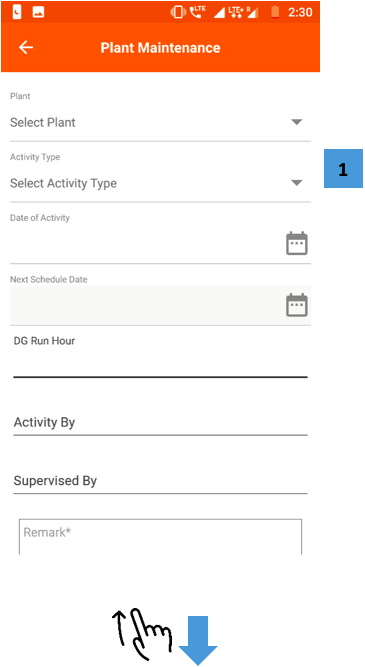 LTE LTE+ R 2:30
Plant Maintenance
Plant
Select Plant
Activity Type
1
Select Activity Type
Date of Activity
Next Schedule Date
DG Run Hour
Activity By
Supervised By
Remark*